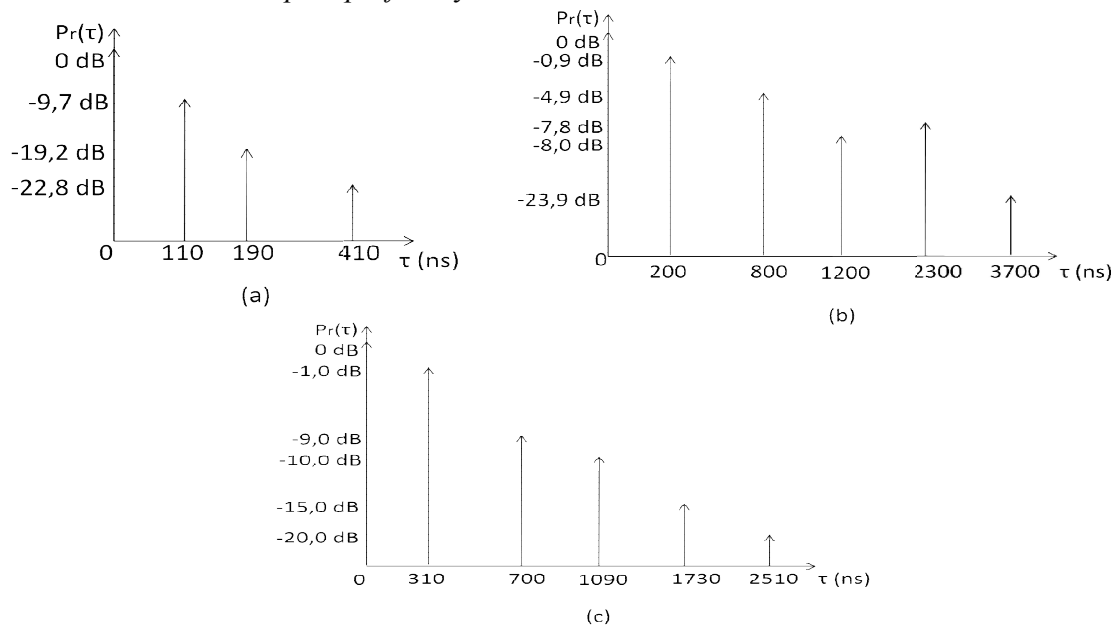 Pr(τ)
0 dB
-9,7 dB
-19,2 dB
-22,8 dB
0 110 190 410 τ (ns)
(a)
Pr(τ)
0 dB
-0,9 dB
-4,9 dB
-7,8 dB
-8,0 dB
-23,9 dB
0 200 800 1200 2300 3700 τ (ns)
(b)
Pr(τ)
0 dB
-1,0 dB
-9,0 dB
-10,0 dB
-15,0 dB
-20,0 dB
0 310 700 1090 1730 2510 τ (ns)
(c)